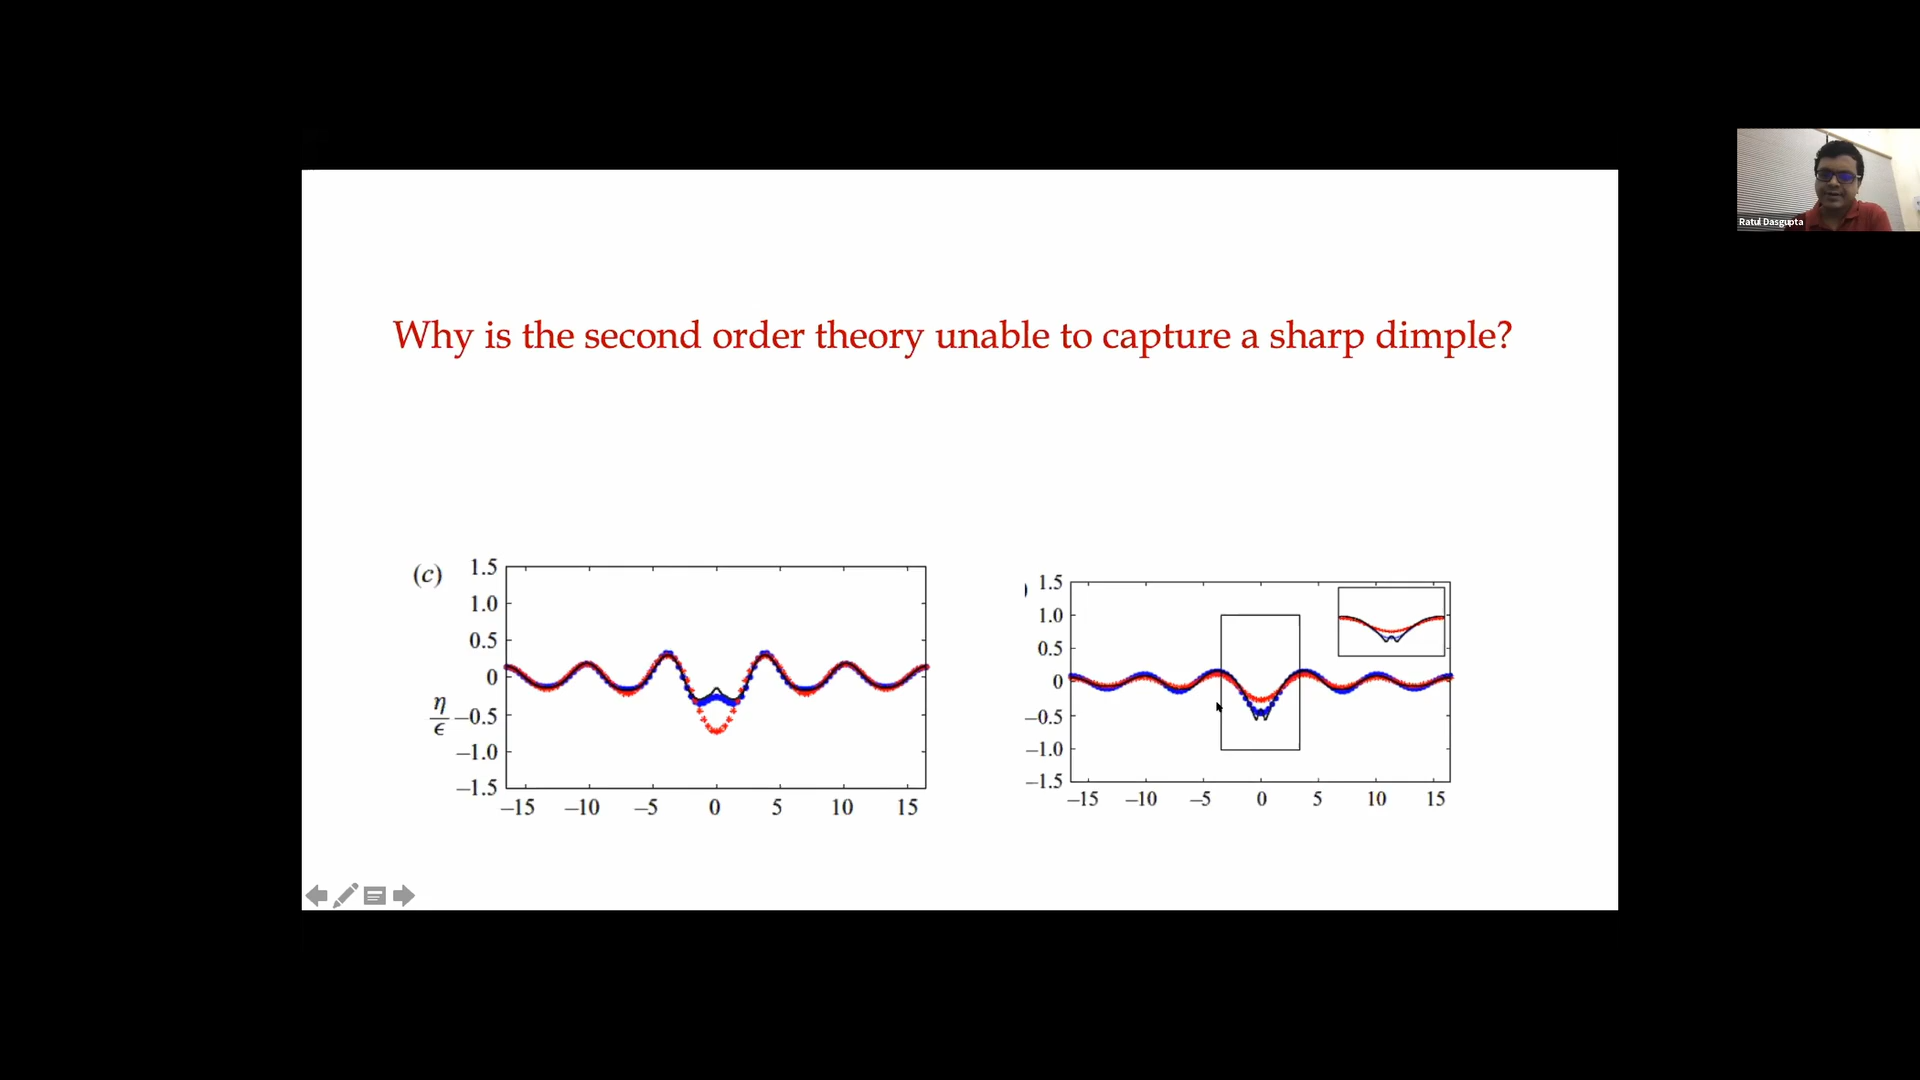 Ratul Dasgupta
Why is the second order theory unable to capture a sharp dimple?
(c)
1.5
1.0
0.5
0
−0.5
−1.0
−1.5
η
ϵ
−15 −10 −5 0 5 10 15
)
1.5
1.0
0.5
0
−0.5
−1.0
−1.5
−15 −10 −5 0 5 10 15